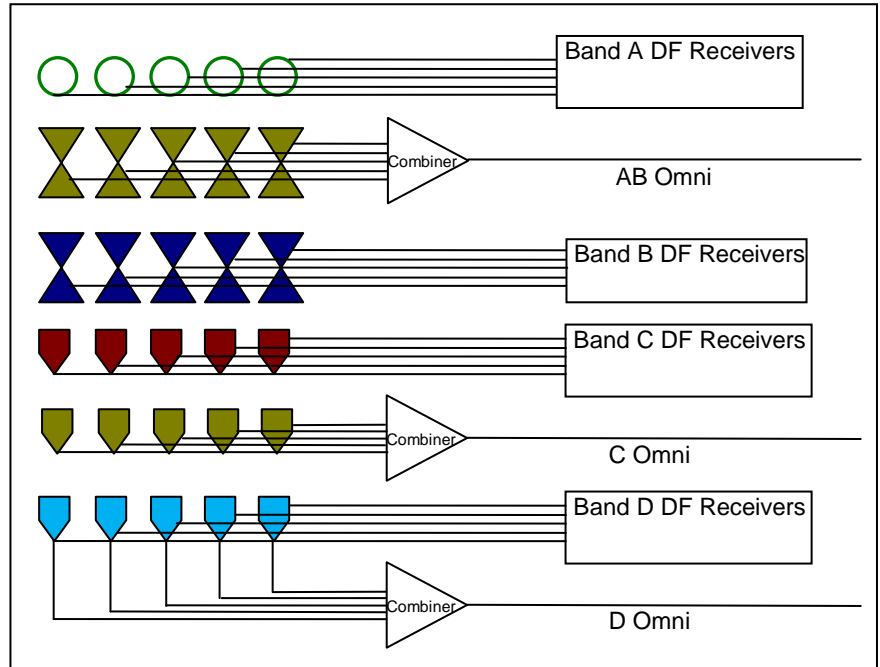 Band A DF Receivers
Combiner
AB Omni
Band B DF Receivers
Band C DF Receivers
Combiner
C Omni
Band D DF Receivers
Combiner
D Omni